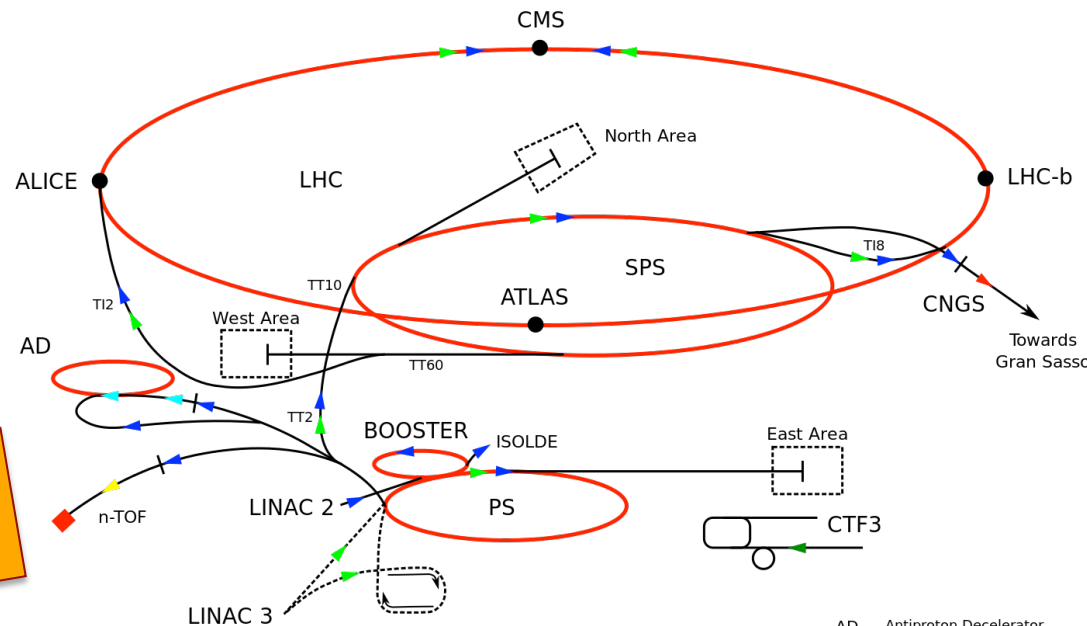 CMS
North Area
ALICE
LHC
LHC-b
TI8
SPS
TT10
ATLAS
CNGS
TI2
West Area
AD
Towards
Gran Sasso
TT60
TT2
BOOSTER
ISOLDE
East Area
LINAC 2
PS
n-TOF
CTF3
LINAC 3
AD Antiproton Decelerator